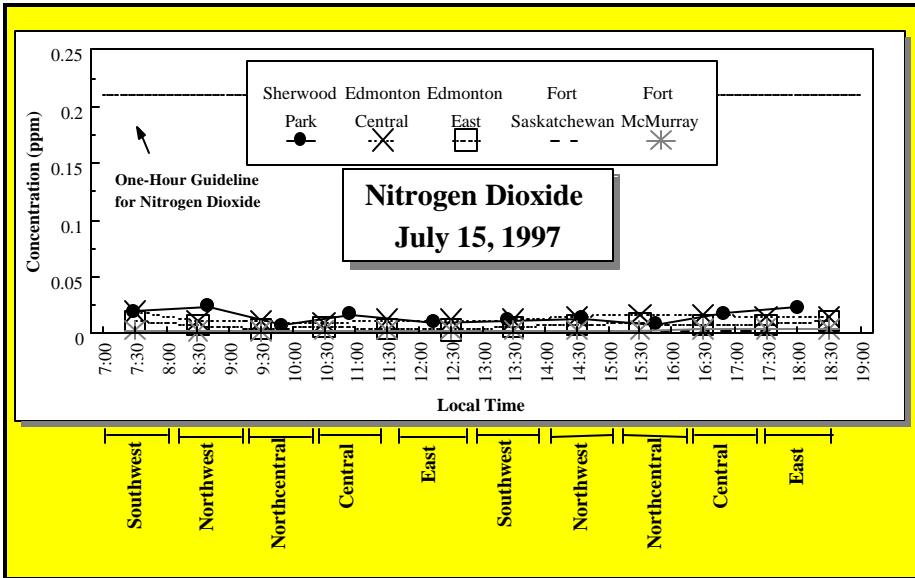 0.25
0.2
0.15
0.1
0.05
0
Concentration (ppm)
Sherwood Edmonton Edmonton Fort Fort
Park Central East Saskatchewan McMurray
One-Hour Guideline
for Nitrogen Dioxide
Nitrogen Dioxide
July 15, 1997
7:00 7:30 8:00 8:30 9:00 9:30 10:00 10:30 11:00 11:30 12:00 12:30 13:00 13:30 14:00 14:30 15:00 15:30 16:00 16:30 17:00 17:30 18:00 18:30 19:00
Local Time
Southwest
Northwest
Northcentral
Central
East
Southwest
Northwest
Northcentral
Central
East